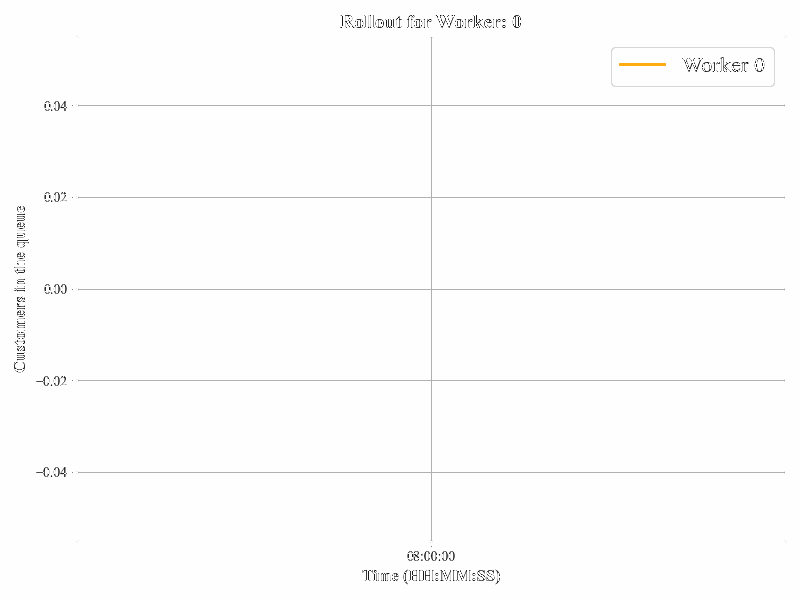 Rollout for Worker: 0
Worker 0
0.04
0.02
0.00
−0.02
−0.04
Customers in the queue
08:00:00
Time (HH:MM:SS)